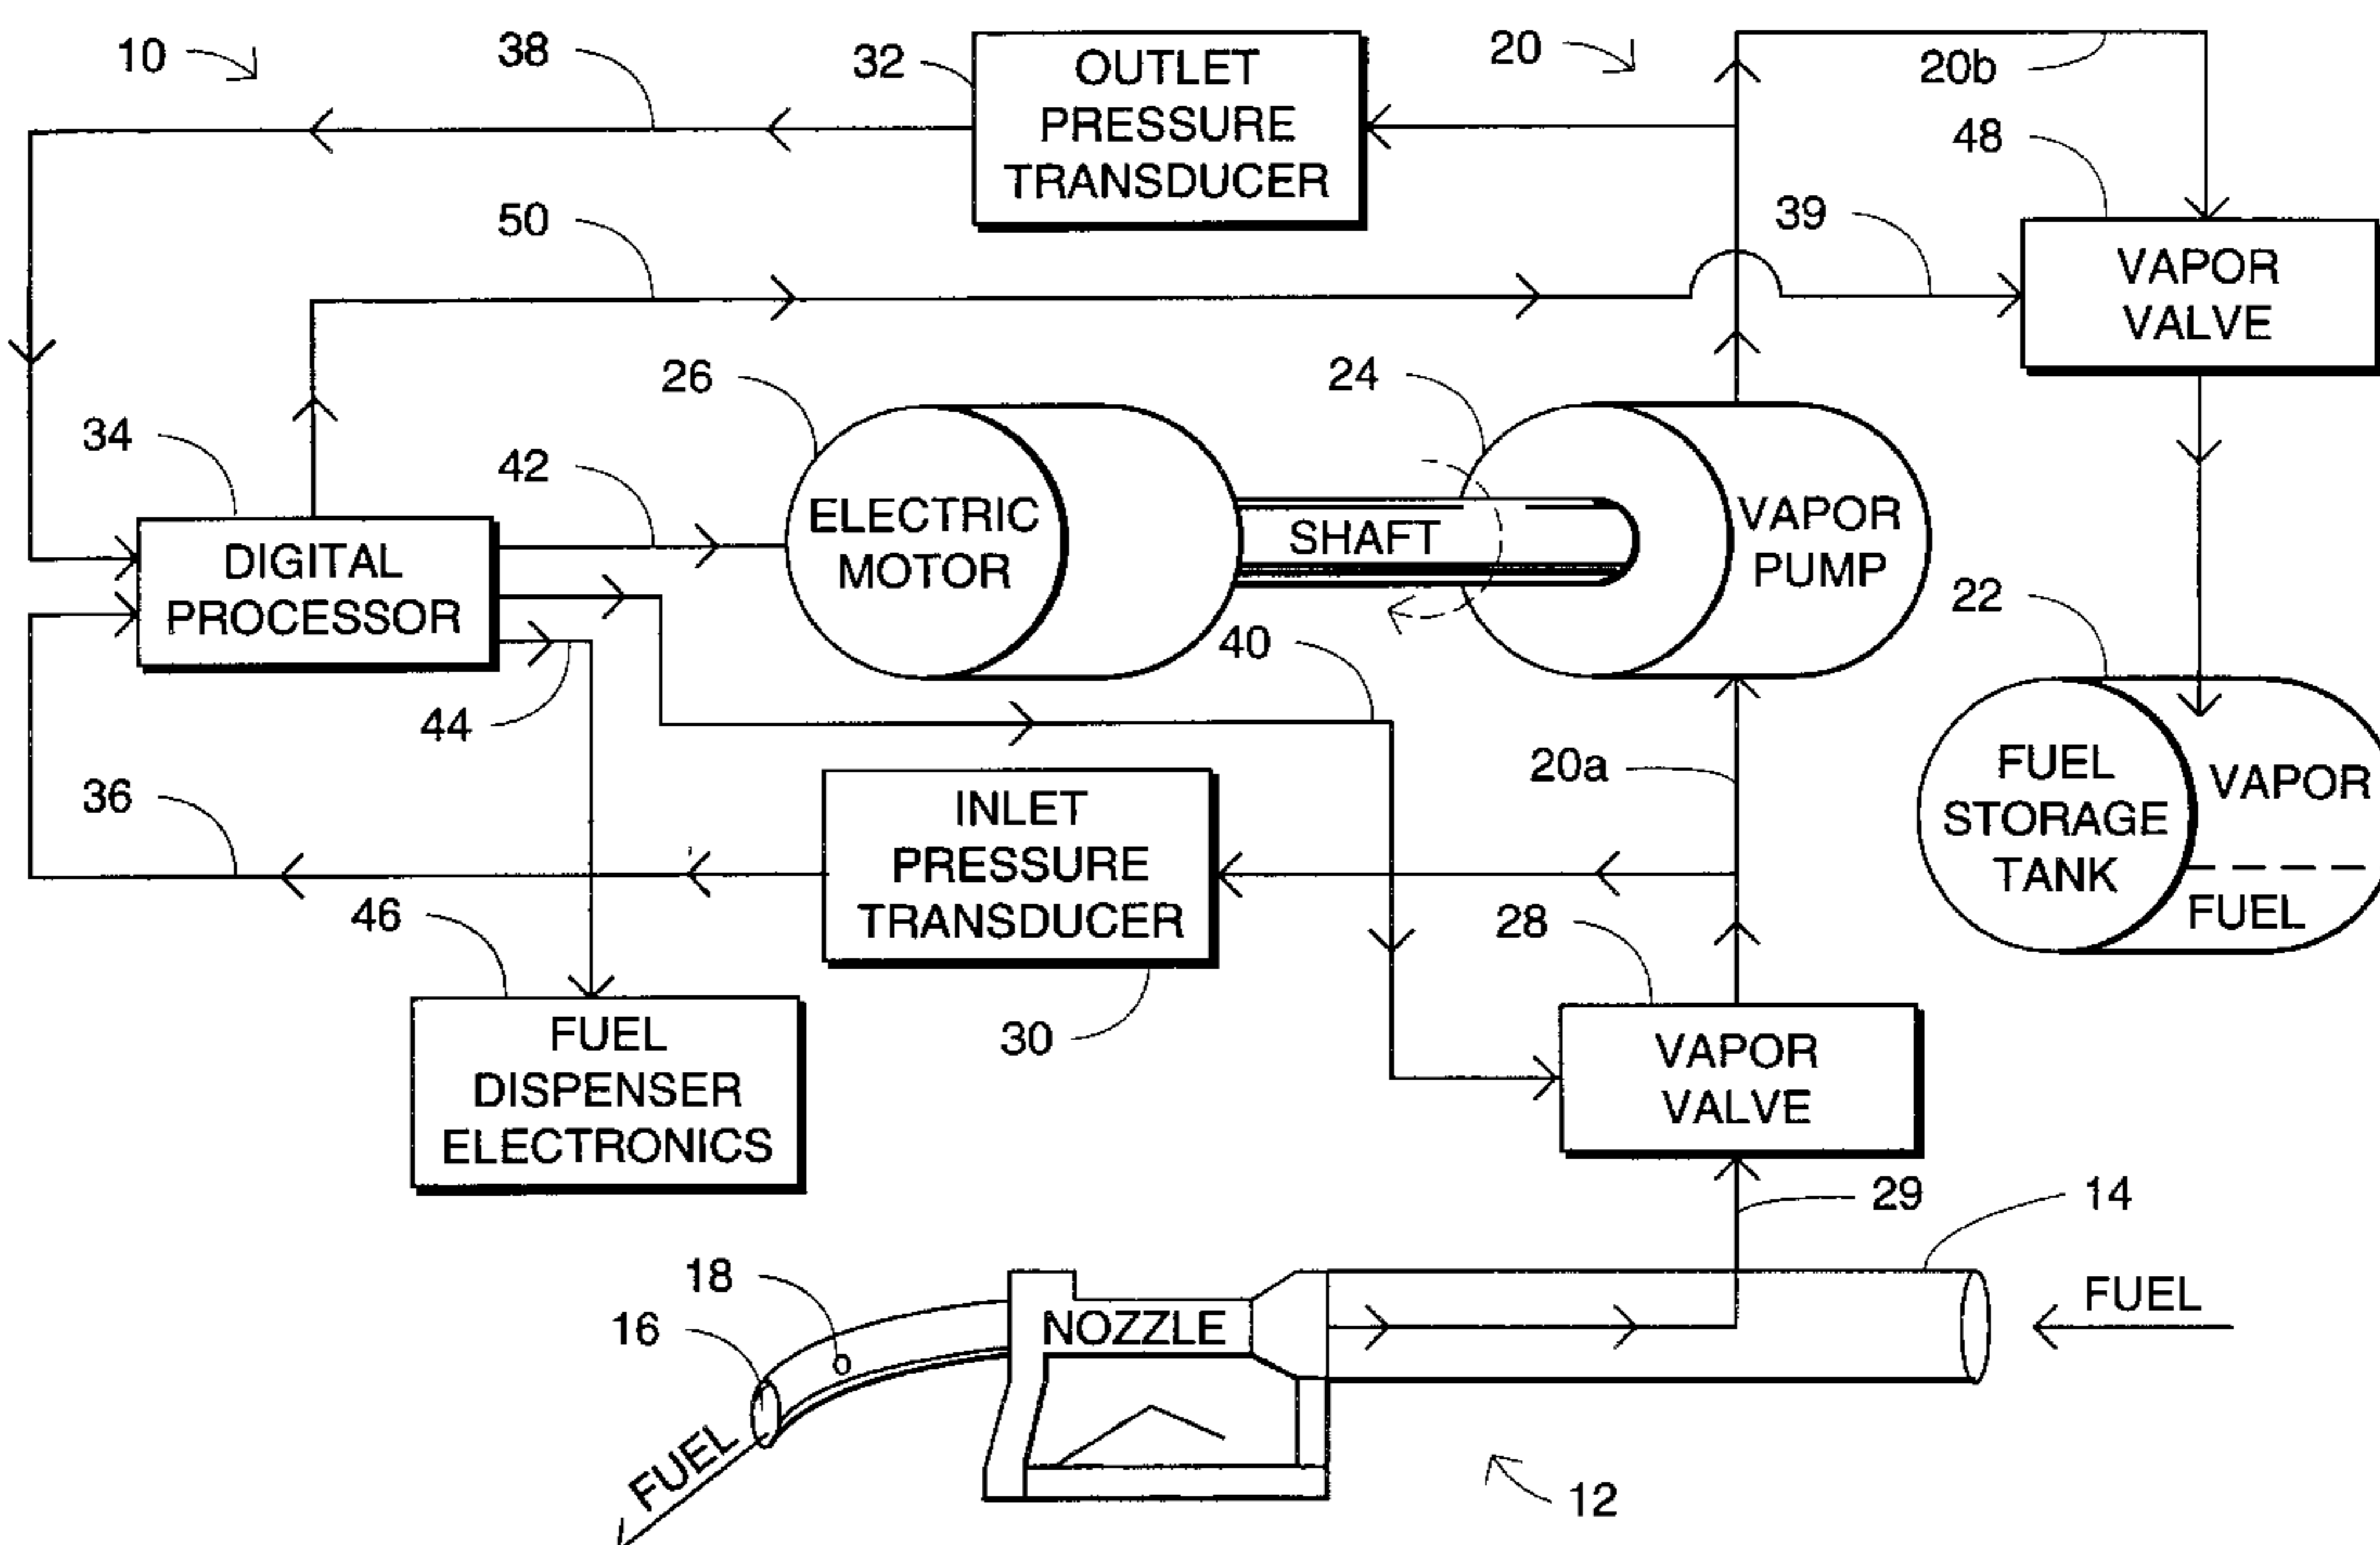 10
38
32
OUTLET
PRESSURE
TRANSDUCER
20
20b
48
50
39
VAPOR
VALVE
26
24
34
42
ELECTRIC
MOTOR
SHAFT
VAPOR
PUMP
DIGITAL
PROCESSOR
22
40
44
20a
FUEL
STORAGE
TANK
VAPOR
FUEL
36
INLET
PRESSURE
TRANSDUCER
46
28
30
FUEL
DISPENSER
ELECTRONICS
VAPOR
VALVE
29
14
18
16
NOZZLE
FUEL
FUEL
12